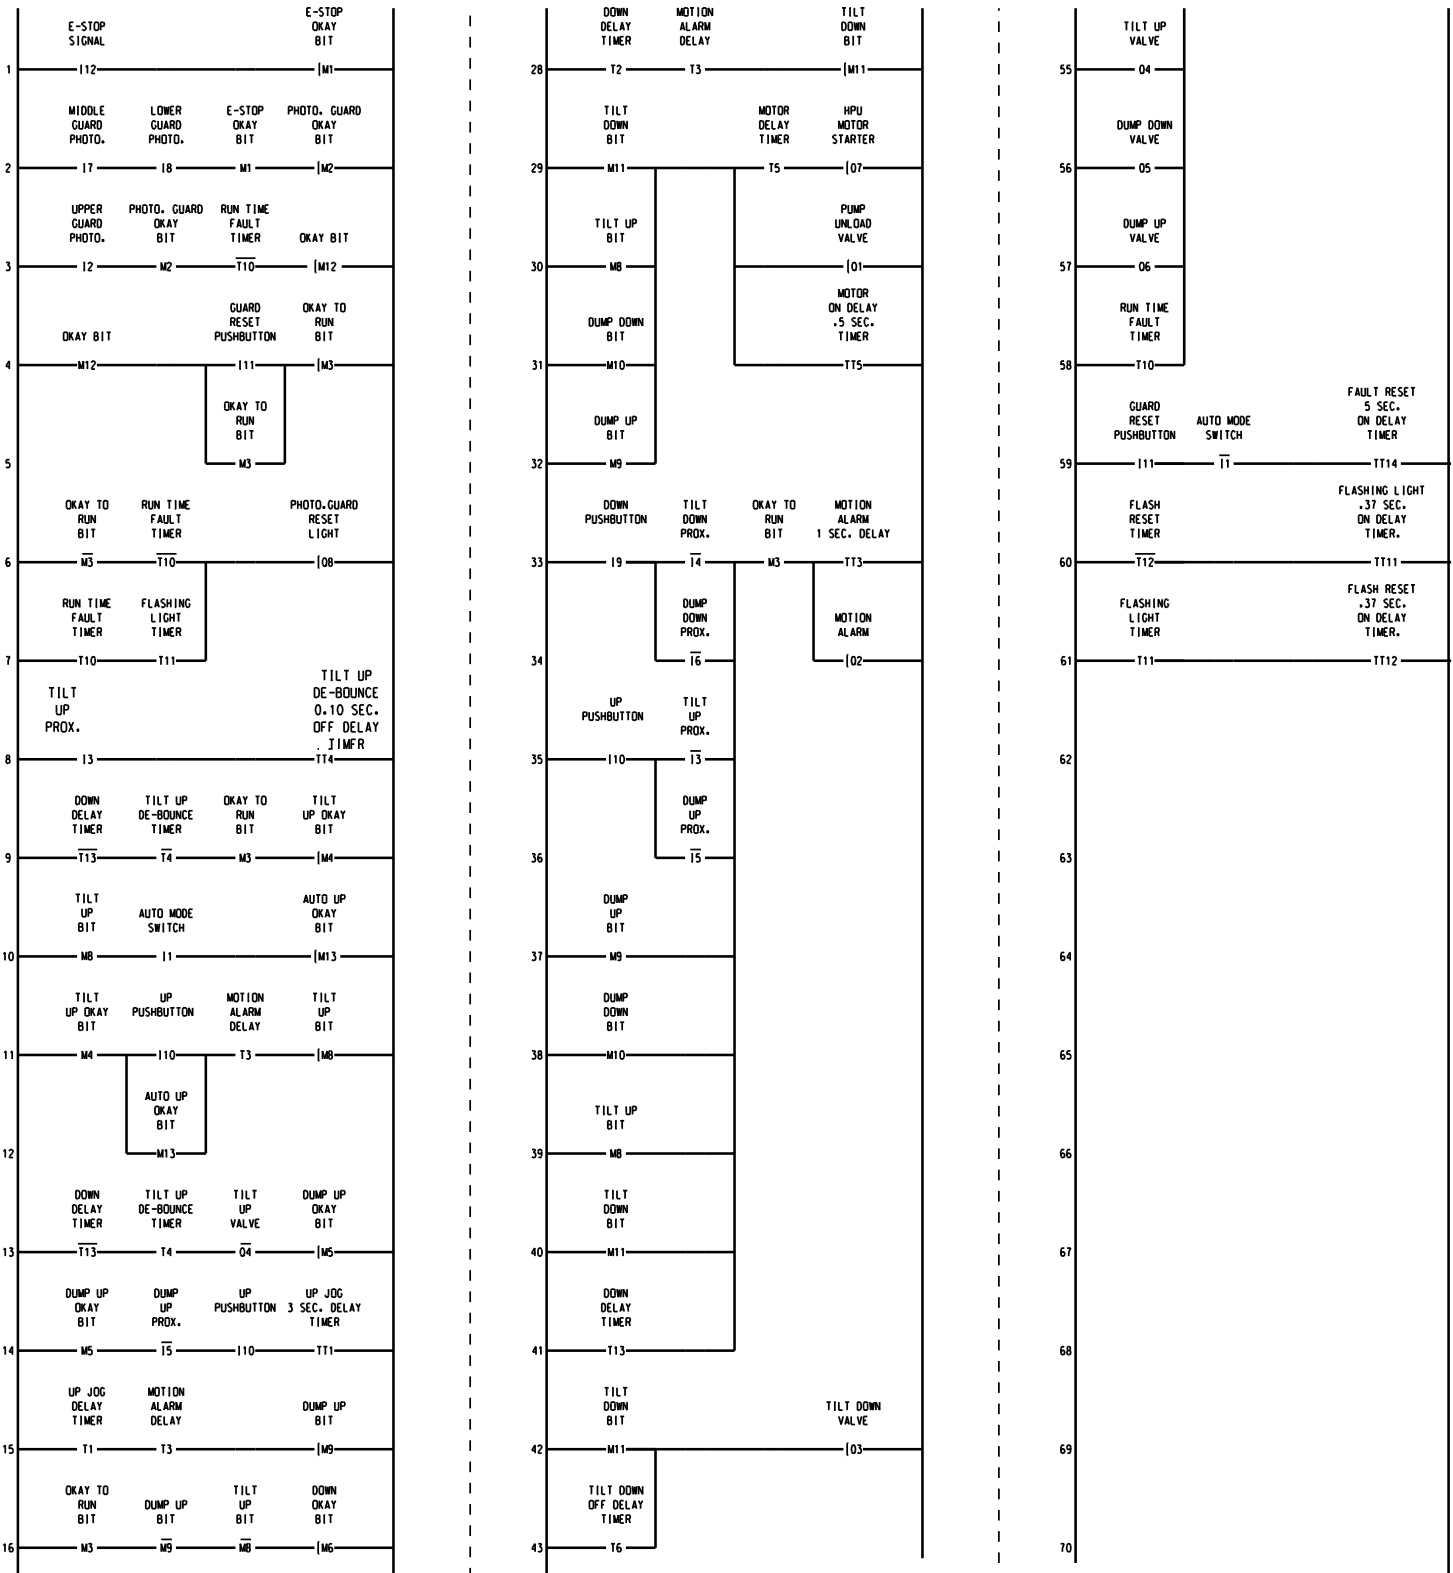 E-STOP
SIGNAL
E-STOP
OKAY
BIT
1 I12 (M1
MIDDLE
GUARD
PHOTO.
LOWER
GUARD
PHOTO.
E-STOP
OKAY
BIT
PHOTO. GUARD
OKAY
BIT
2 I7 I8 M1 (M2
UPPER
GUARD
PHOTO.
PHOTO. GUARD
OKAY
BIT
RUN TIME
FAULT
TIMER
OKAY BIT
3 I2 M2 T10 (M12
OKAY BIT
GUARD
RESET
PUSHBUTTON
OKAY TO
RUN
BIT
4 M12 I11 (M3
OKAY TO
RUN
BIT
5 M3
OKAY TO
RUN
BIT
RUN TIME
FAULT
TIMER
PHOTO.GUARD
RESET
LIGHT
6 M3 T10 (O8
RUN TIME
FAULT
TIMER
FLASHING
LIGHT
TIMER
7 T10 T11
TILT
UP
PROX.
TILT UP
DE-BOUNCE
0.10 SEC.
OFF DELAY
. TIMER
8 I3 TT4
DOWN
DELAY
TIMER
TILT UP
DE-BOUNCE
TIMER
OKAY TO
RUN
BIT
TILT
UP OKAY
BIT
9 T13 T4 M3 (M4
TILT
UP
BIT
AUTO MODE
SWITCH
AUTO UP
OKAY
BIT
10 M8 I1 (M13
TILT
UP OKAY
BIT
UP
PUSHBUTTON
MOTION
ALARM
DELAY
TILT
UP
BIT
11 M4 I10 T3 (M8
AUTO UP
OKAY
BIT
12 M13
DOWN
DELAY
TIMER
TILT UP
DE-BOUNCE
TIMER
TILT
UP
VALVE
DUMP UP
OKAY
BIT
13 T13 T4 O4 (M5
DUMP UP
OKAY
BIT
DUMP
UP
PROX.
UP
PUSHBUTTON
UP JOG
3 SEC. DELAY
TIMER
14 M5 I5 I10 TT1
UP JOG
DELAY
TIMER
MOTION
ALARM
DELAY
DUMP UP
BIT
15 T1 T3 (M9
OKAY TO
RUN
BIT
DUMP UP
BIT
TILT
UP
BIT
DOWN
OKAY
BIT
16 M3 M9 M8 (M6
DOWN
DELAY
TIMER
MOTION
ALARM
DELAY
TILT
DOWN
BIT
28 T2 T3 (M11
TILT
DOWN
BIT
MOTOR
DELAY
TIMER
HPU
MOTOR
STARTER
29 M11 T5 (O7
TILT UP
BIT
PUMP
UNLOAD
VALVE
30 M8 (O1
DUMP DOWN
BIT
MOTOR
ON DELAY
.5 SEC.
TIMER
31 M10 TT5
DUMP UP
BIT
32 M9
DOWN
PUSHBUTTON
TILT
DOWN
PROX.
OKAY TO
RUN
BIT
MOTION
ALARM
1 SEC. DELAY
33 I9 I4 M3 TT3
DUMP
DOWN
PROX.
MOTION
ALARM
34 I6 (O2
UP
PUSHBUTTON
TILT
UP
PROX.
35 I10 I3
DUMP
UP
PROX.
36 I5
DUMP
UP
BIT
37 M9
DUMP
DOWN
BIT
38 M10
TILT UP
BIT
39 M8
TILT
DOWN
BIT
40 M11
DOWN
DELAY
TIMER
41 T13
TILT
DOWN
BIT
TILT DOWN
VALVE
42 M11 (O3
TILT DOWN
OFF DELAY
TIMER
43 T6
TILT UP
VALVE
55 O4
DUMP DOWN
VALVE
56 O5
DUMP UP
VALVE
57 O6
RUN TIME
FAULT
TIMER
58 T10
GUARD
RESET
PUSHBUTTON
AUTO MODE
SWITCH
FAULT RESET
5 SEC.
ON DELAY
TIMER
59 I11 I1 TT14
FLASH
RESET
TIMER
FLASHING LIGHT
.37 SEC.
ON DELAY
TIMER.
60 T12 TT11
FLASHING
LIGHT
TIMER
FLASH RESET
.37 SEC.
ON DELAY
TIMER.
61 T11 TT12
62
63
64
65
66
67
68
69
70